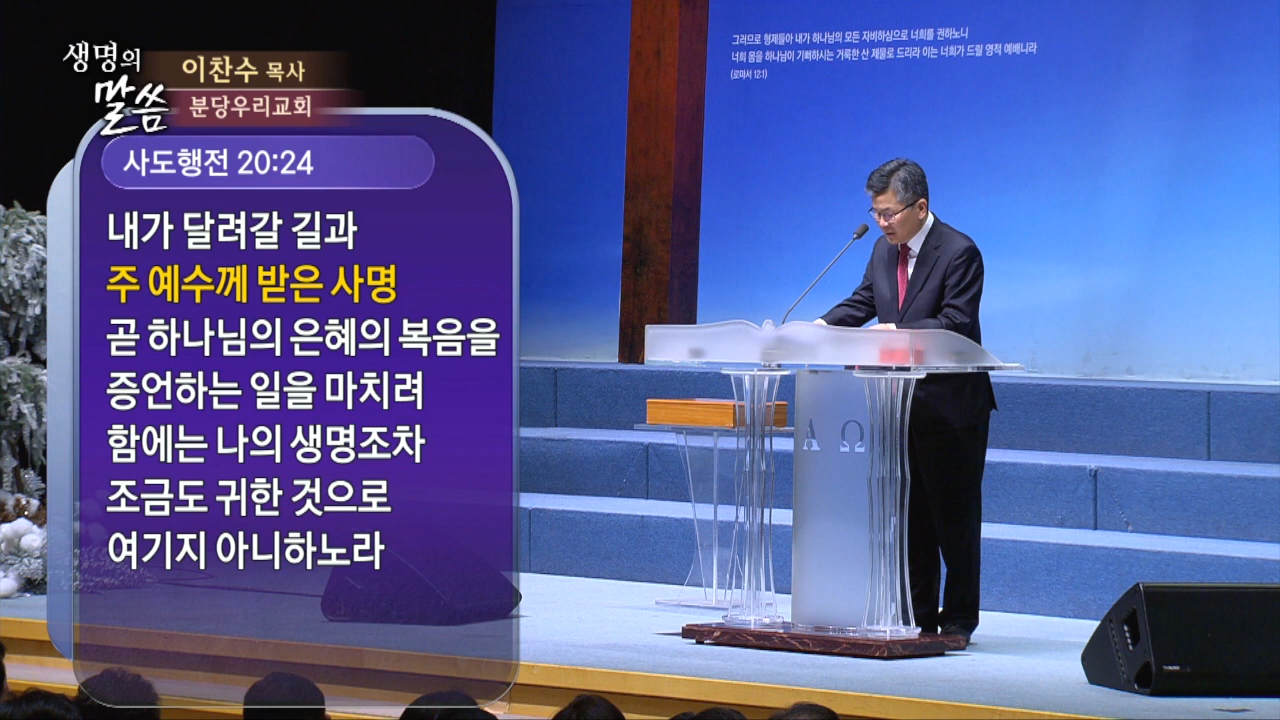 생명의
말씀
이찬수 목사
분당우리교회
사도행전 20:24
내가 달려갈 길과
주 예수께 받은 사명
곧 하나님의 은혜의 복음을
증언하는 일을 마치려
함에는 나의 생명조차
조금도 귀한 것으로
여기지 아니하노라
그러므로 형제들아 내가 하나님의 모든 자비하심으로 너희를 권하노니
너희 몸을 하나님이 기뻐하시는 거룩한 산 제물로 드리라 이는 너희가 드릴 영적 예배니라
(로마서 12:1)
Α Ω